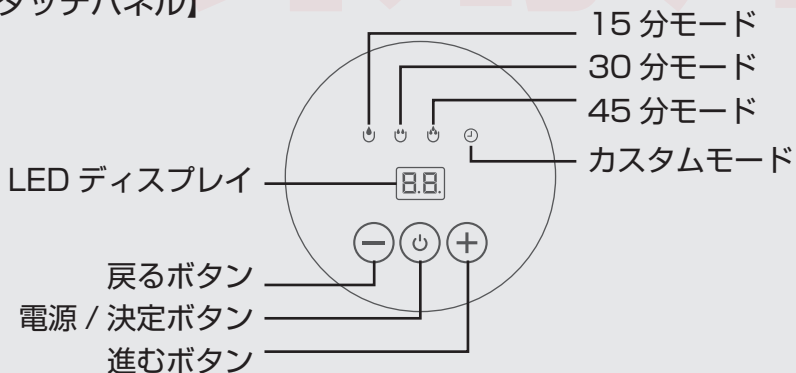 タッチパネル】
15 分モード
30 分モード
45 分モード
カスタムモード
LED ディスプレイ
8.8.
戻るボタン
電源 / 決定ボタン
進むボタン